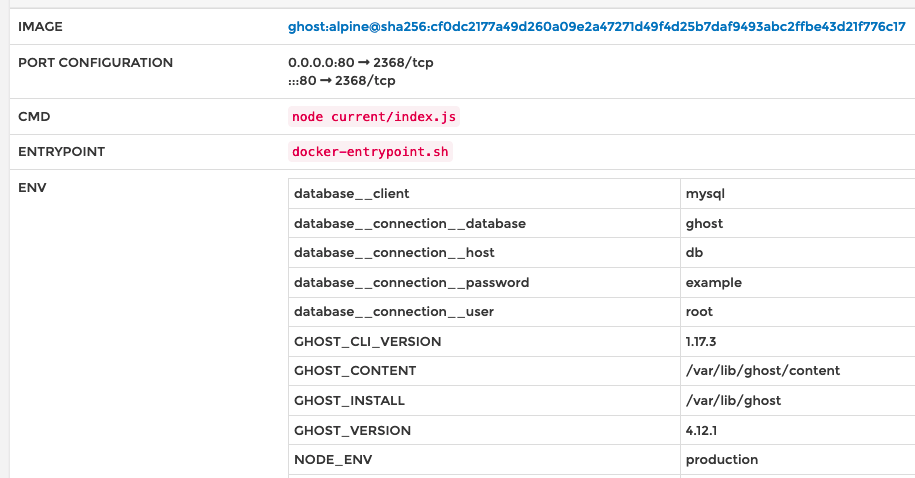 IMAGE ghost:alpine@sha256:cf0dc2177a49d260a09e2a47271d49f4d25b7daf9493abc2ffbe43d21f776c17
PORT CONFIGURATION 0.0.0.0:80 → 2368/tcp
:::80 → 2368/tcp
CMD node current/index.js
ENTRYPOINT docker-entrypoint.sh
ENV database__client mysql
database__connection__database ghost
database__connection__host db
database__connection__password example
database__connection__user root
GHOST_CLI_VERSION 1.17.3
GHOST_CONTENT /var/lib/ghost/content
GHOST_INSTALL /var/lib/ghost
GHOST_VERSION 4.12.1
NODE_ENV production